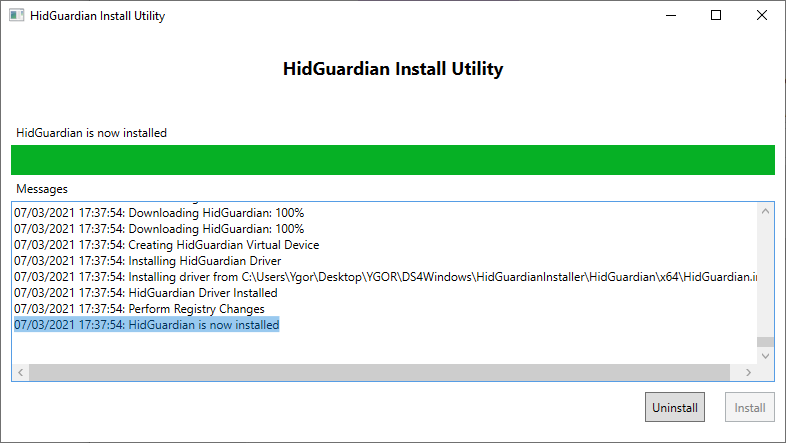 HidGuardian Install Utility
HidGuardian Install Utility
HidGuardian is now installed
Messages
07/03/2021 17:37:54: Downloading HidGuardian: 100%
07/03/2021 17:37:54: Downloading HidGuardian: 100%
07/03/2021 17:37:54: Creating HidGuardian Virtual Device
07/03/2021 17:37:54: Installing HidGuardian Driver
07/03/2021 17:37:54: Installing driver from C:\Users\Ygor\Desktop\YGOR\DS4Windows\HidGuardianInstaller\HidGuardian\x64\HidGuardian.in
07/03/2021 17:37:54: HidGuardian Driver Installed
07/03/2021 17:37:54: Perform Registry Changes
07/03/2021 17:37:54: HidGuardian is now installed
Uninstall
Install